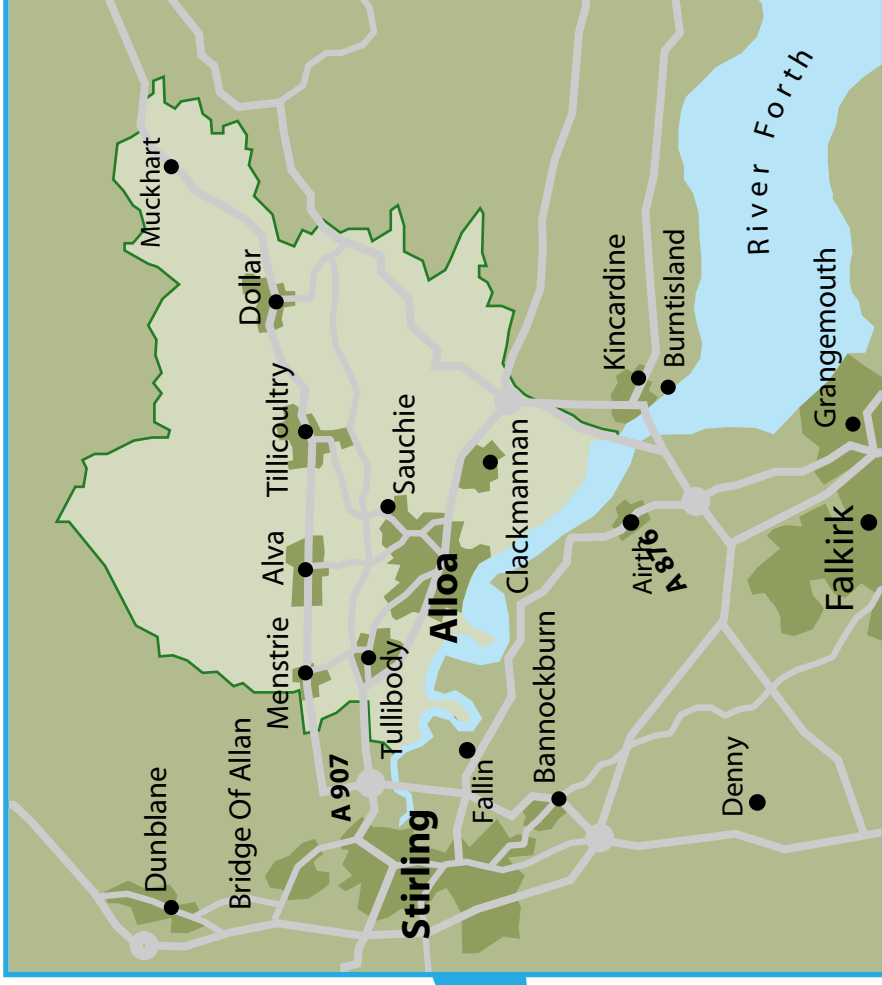 Muckhart
Dollar
Tillicoultry
Alva
Menstrie
Sauchie
Tullibody
Alloa
Clackmannan
Dunblane
Bridge Of Allan
A 907
Stirling
Fallin
Bannockburn
Denny
Airth
A 876
Falkirk
Grangemouth
Kincardine
Burntisland
River Forth